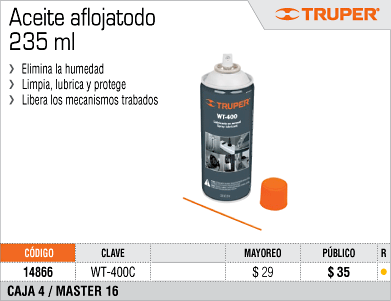 Aceite aflojatodo
235 ml
TRUPER®
› Elimina la humedad
› Limpia, lubrica y protege
› Libera los mecanismos trabados
TRUPER
WT-400
CÓDIGO CLAVE MAYOREO PÚBLICO R
14866 WT-400C $ 29 $ 35
CAJA 4 / MASTER 16